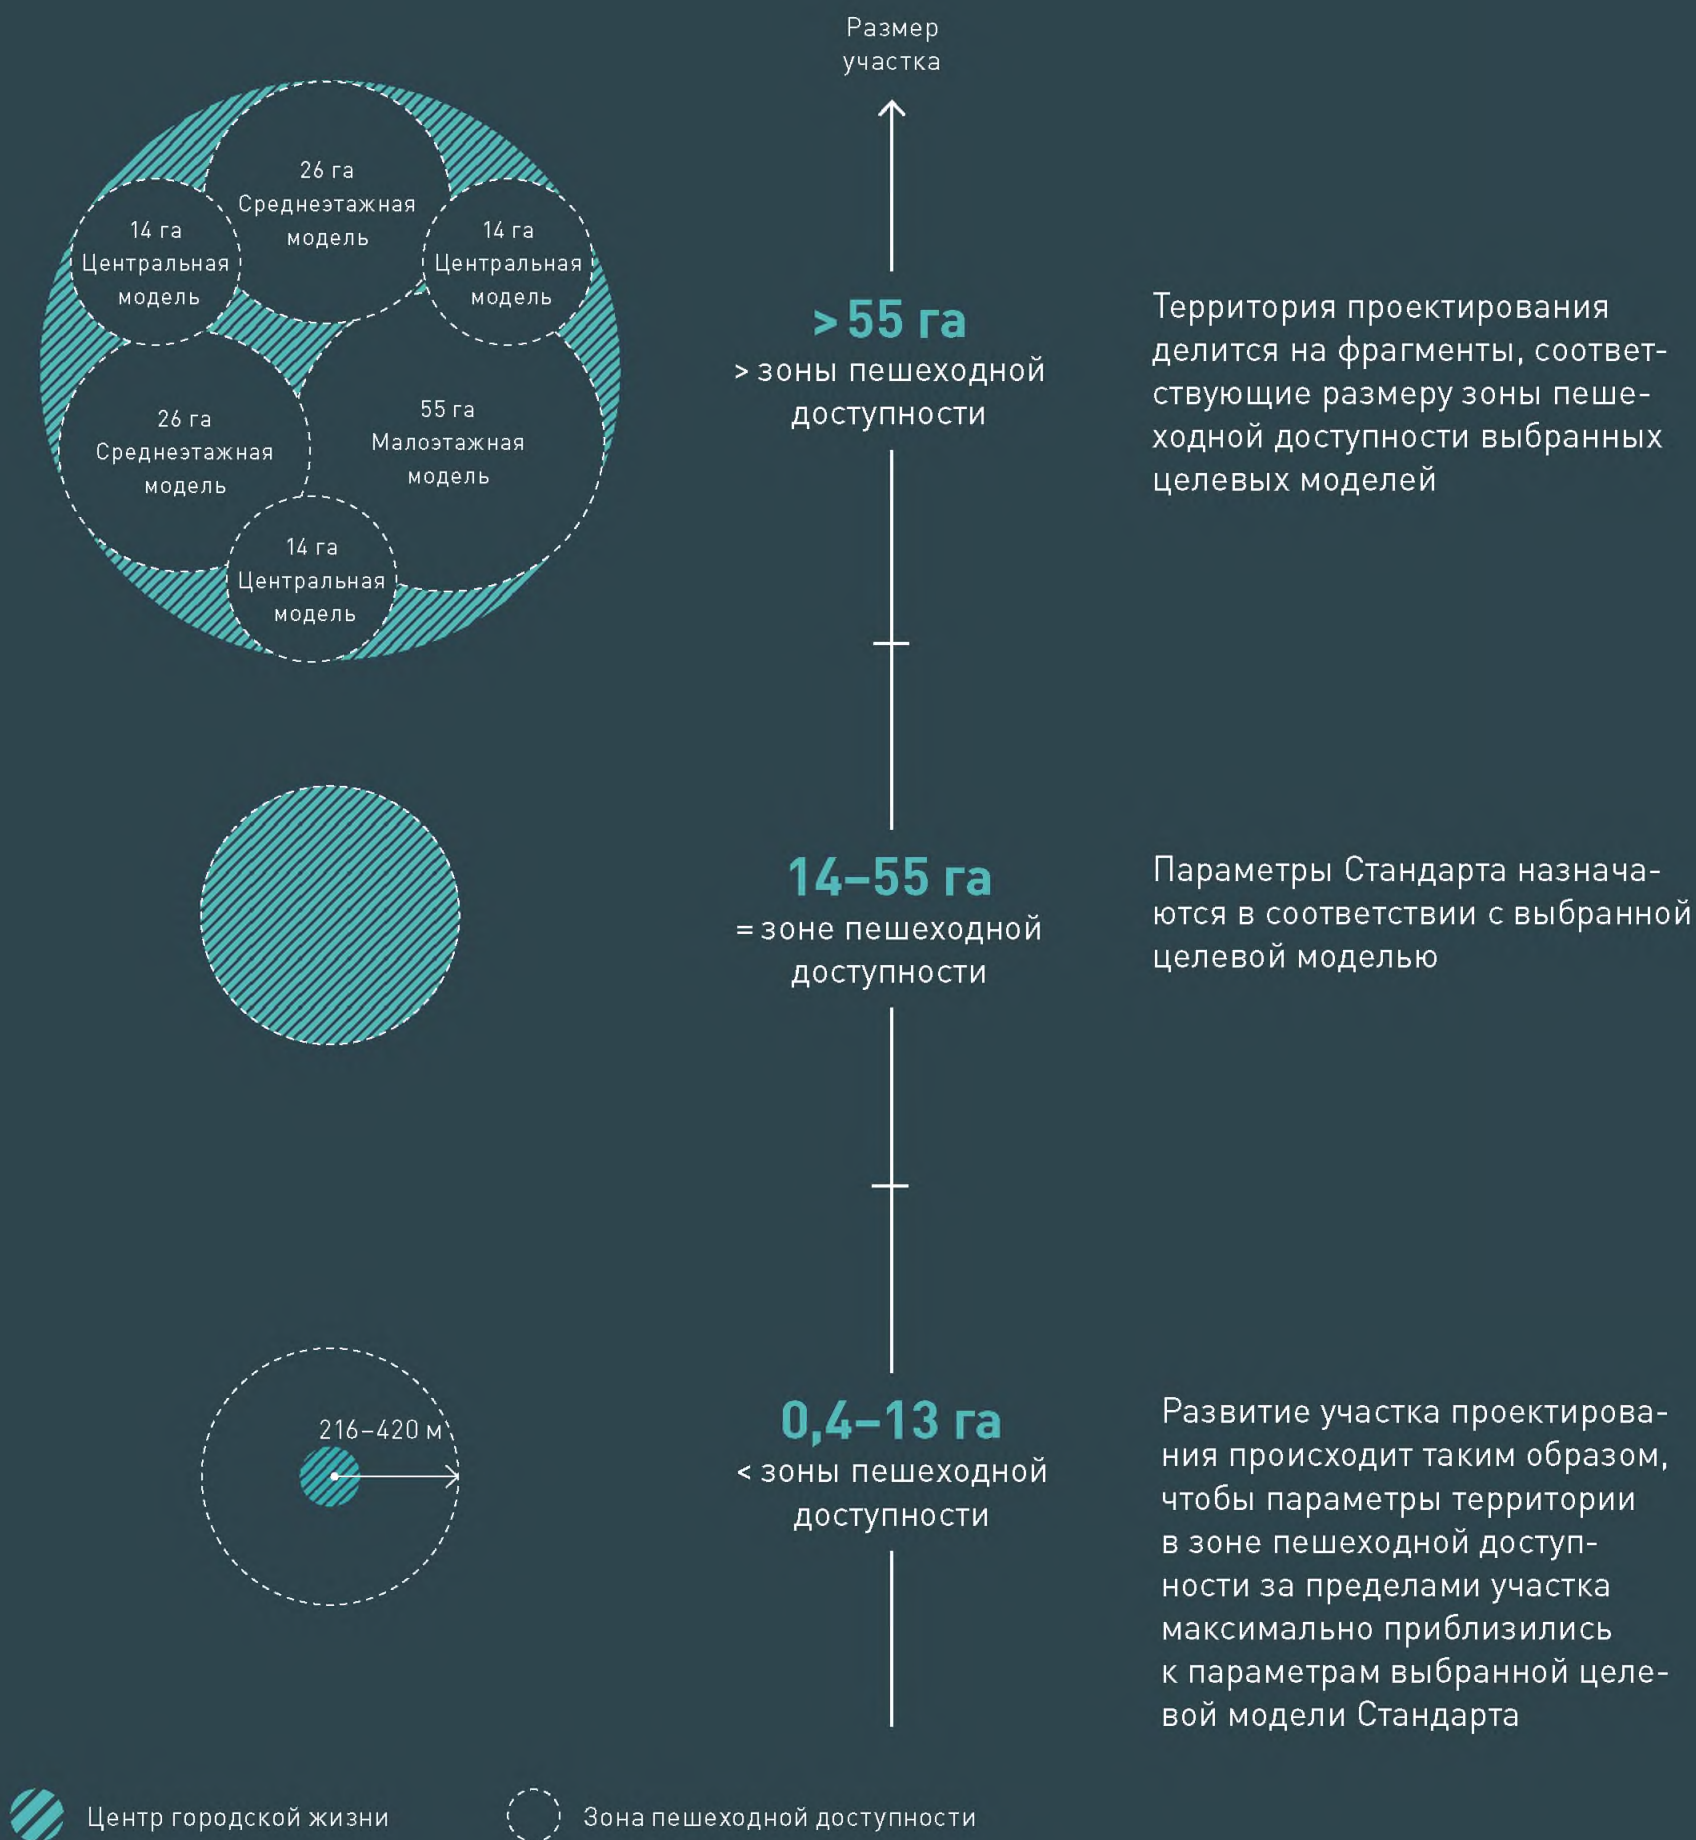 Размер
участка
26 га
Среднеэтажная
модель
14 га
Центральная
модель
14 га
Центральная
модель
26 га
Среднеэтажная
модель
55 га
Малоэтажная
модель
14 га
Центральная
модель
> 55 га
> зоны пешеходной
доступности
Территория проектирования
делится на фрагменты, соответ-
ствующие размеру зоны пеше-
ходной доступности выбранных
целевых моделей
14–55 га
= зоне пешеходной
доступности
Параметры Стандарта назнача-
ются в соответствии с выбранной
целевой моделью
216–420 м
0,4–13 га
< зоны пешеходной
доступности
Развитие участка проектирова-
ния происходит таким образом,
чтобы параметры территории
в зоне пешеходной доступ-
ности за пределами участка
максимально приблизились
к параметрам выбранной целе-
вой модели Стандарта
Центр городской жизни
Зона пешеходной доступности